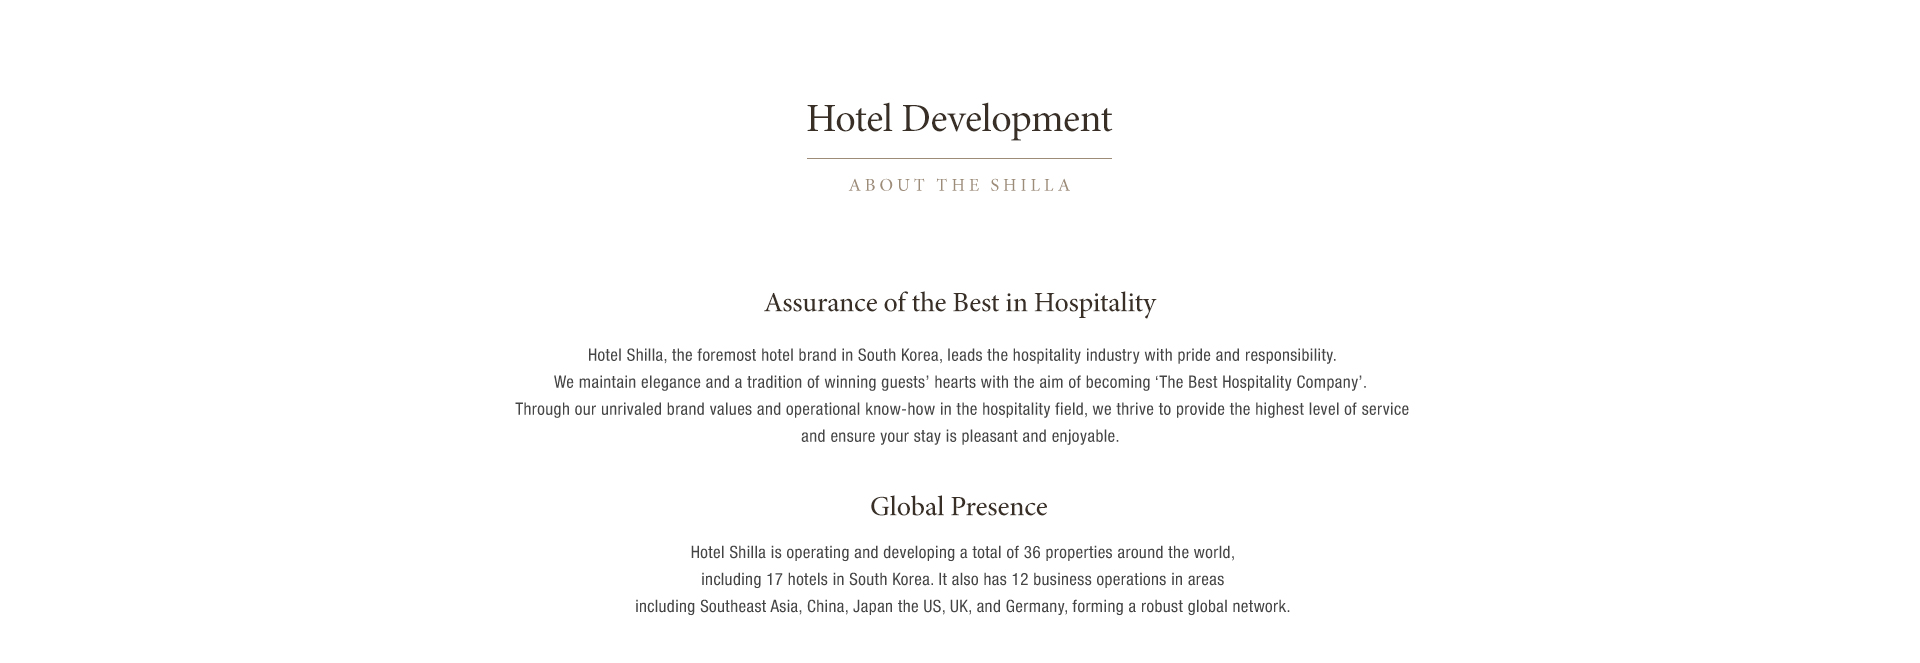 Hotel Development
ABOUT THE SHILLA
Assurance of the Best in Hospitality
Hotel Shilla, the foremost hotel brand in South Korea, leads the hospitality industry with pride and responsibility.
We maintain elegance and a tradition of winning guests’ hearts with the aim of becoming ‘The Best Hospitality Company’.
Through our unrivaled brand values and operational know-how in the hospitality field, we thrive to provide the highest level of service
and ensure your stay is pleasant and enjoyable.
Global Presence
Hotel Shilla is operating and developing a total of 36 properties around the world,
including 17 hotels in South Korea. It also has 12 business operations in areas
including Southeast Asia, China, Japan the US, UK, and Germany, forming a robust global network.